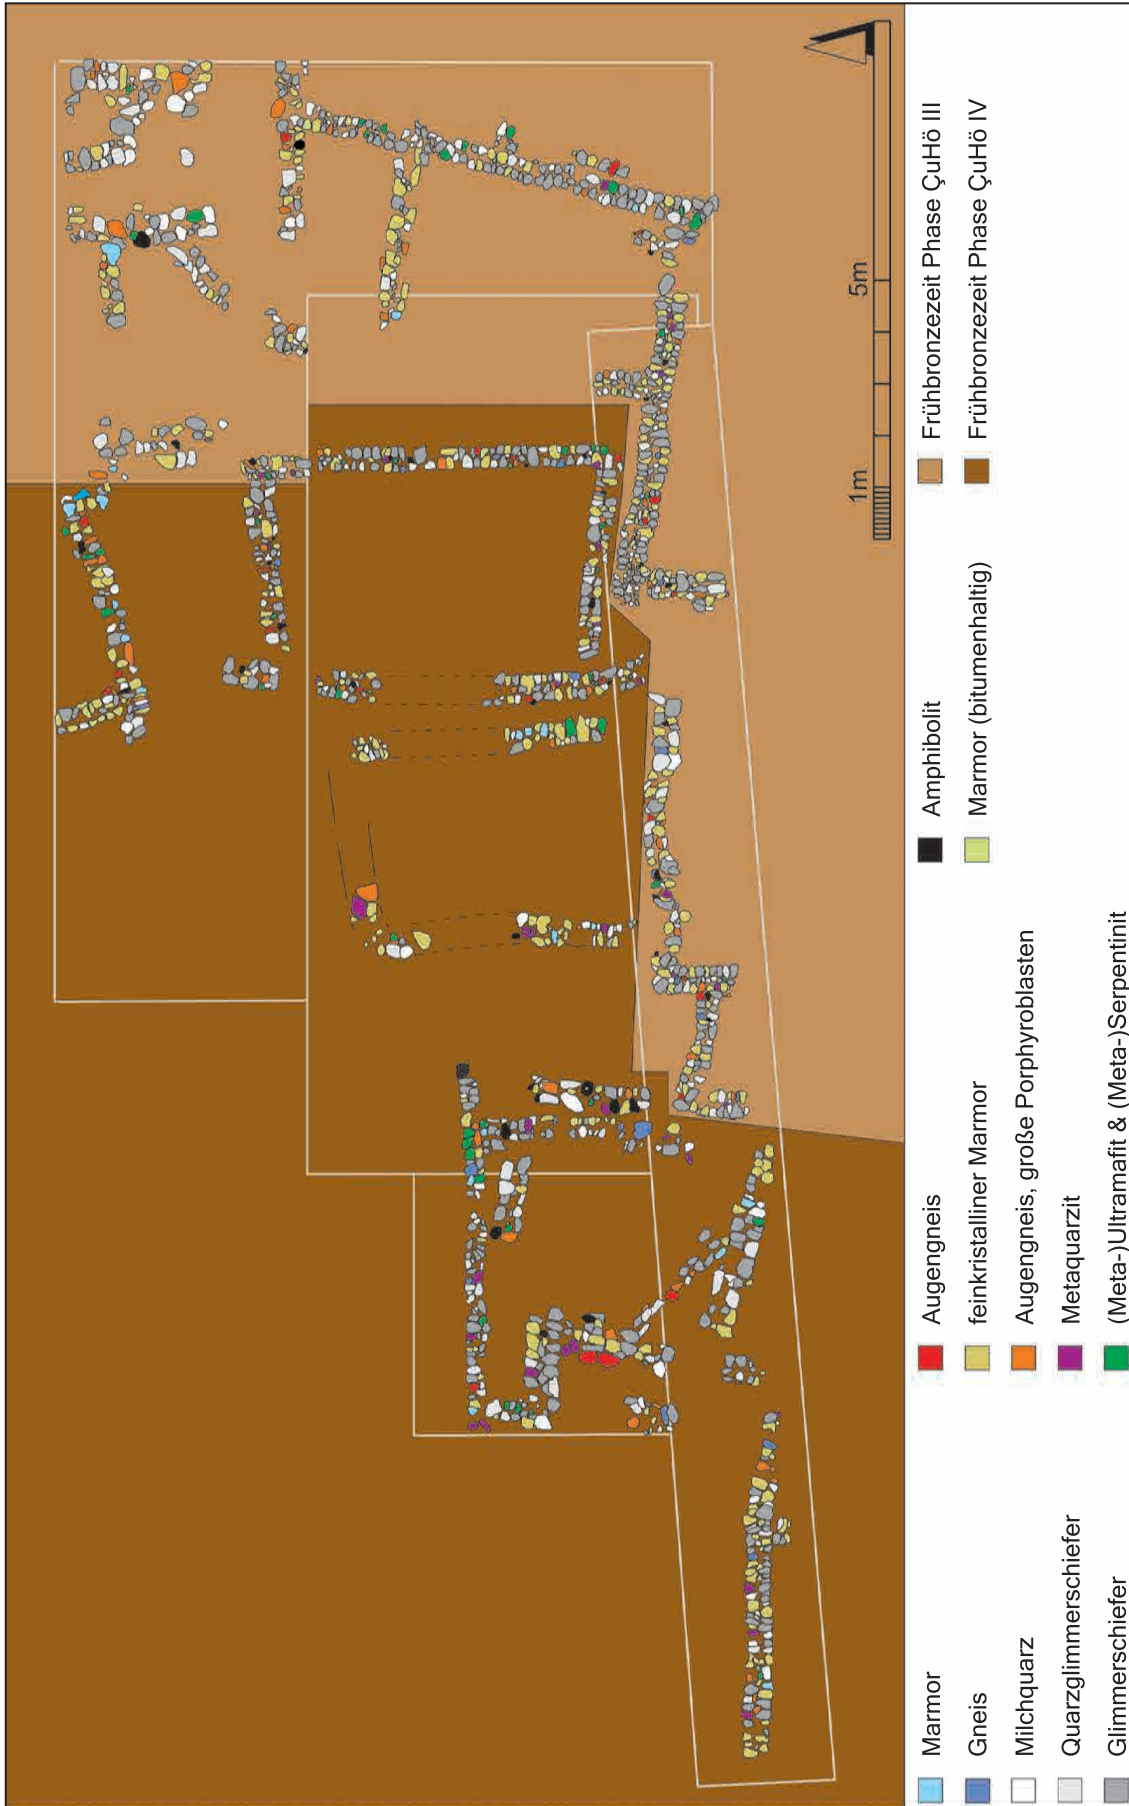 1m 5m
Marmor
Gneis
Milchquarz
Quarzglimmerschiefer
Glimmerschiefer
Augengneis
feinkristalliner Marmor
Augengneis, große Porphyroblasten
Metaquarzit
(Meta-)Ultramafit & (Meta-)Serpentinit
Amphibolit
Marmor (bitumenhaltig)
Frühbronzezeit Phase ÇuHö III
Frühbronzezeit Phase ÇuHö IV